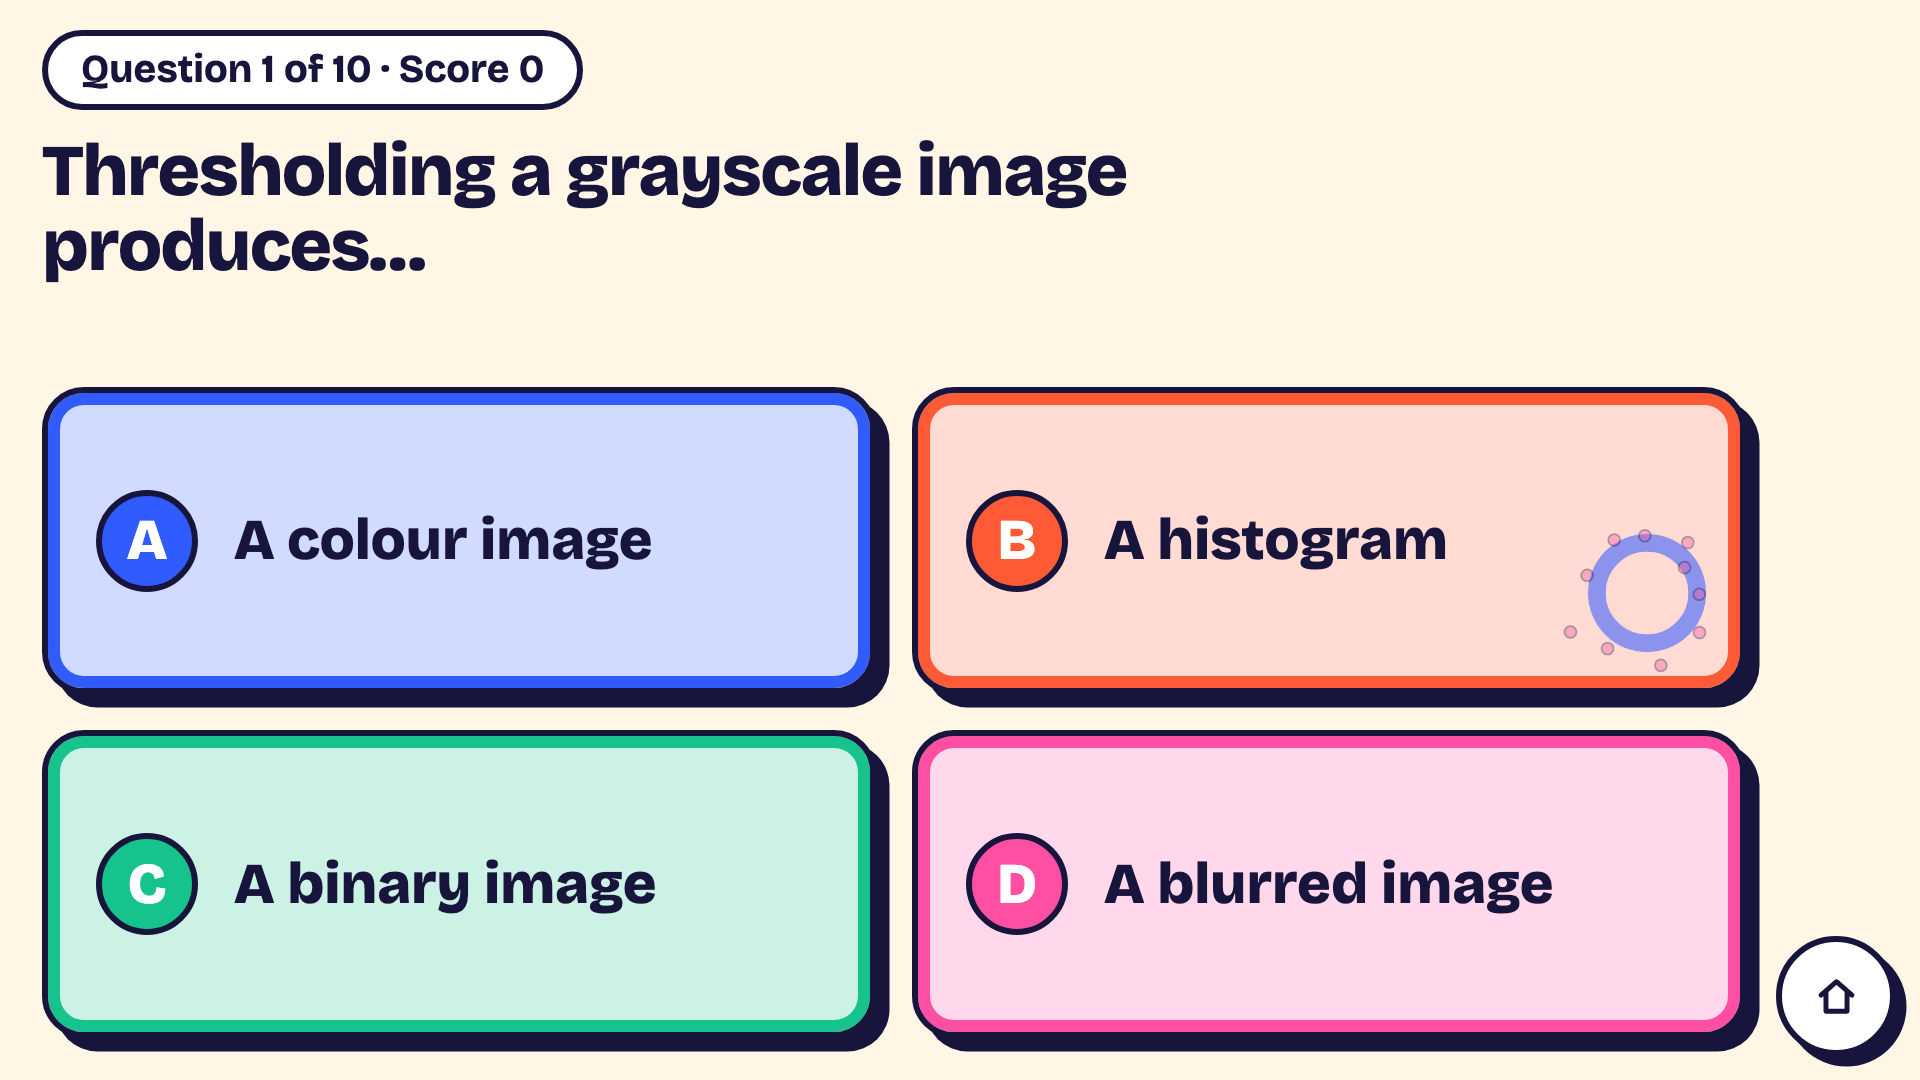 Question 1 of 10 · Score 0
Thresholding a grayscale image
produces...
A A colour image
B A histogram
C A binary image
D A blurred image